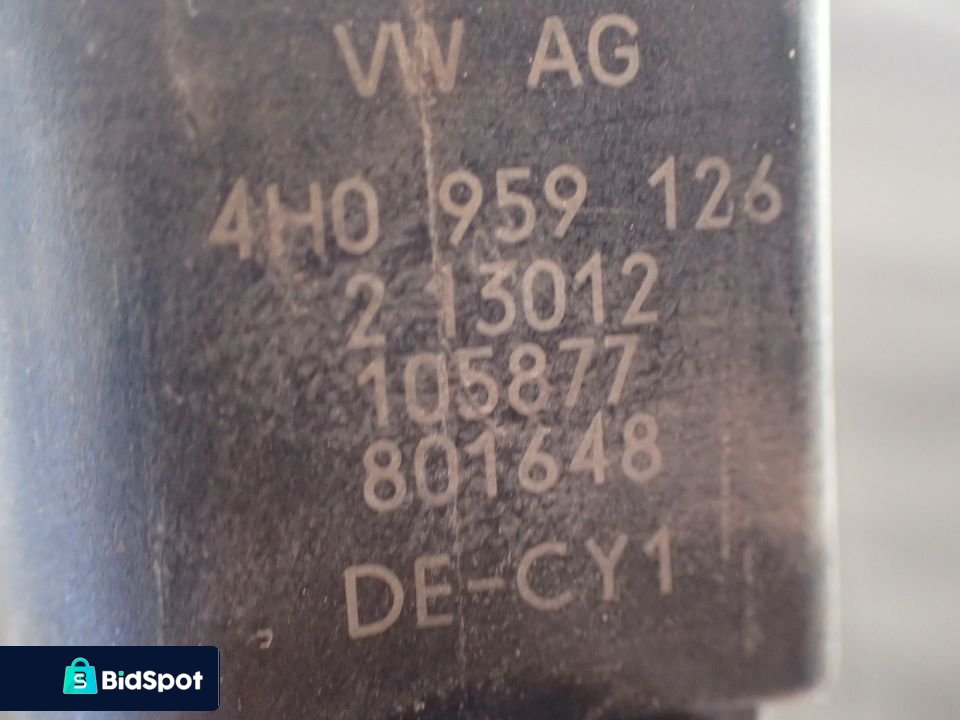 VW AG
4H0 959 126
2 13012
105877
801648
DE-CY1
BidSpot